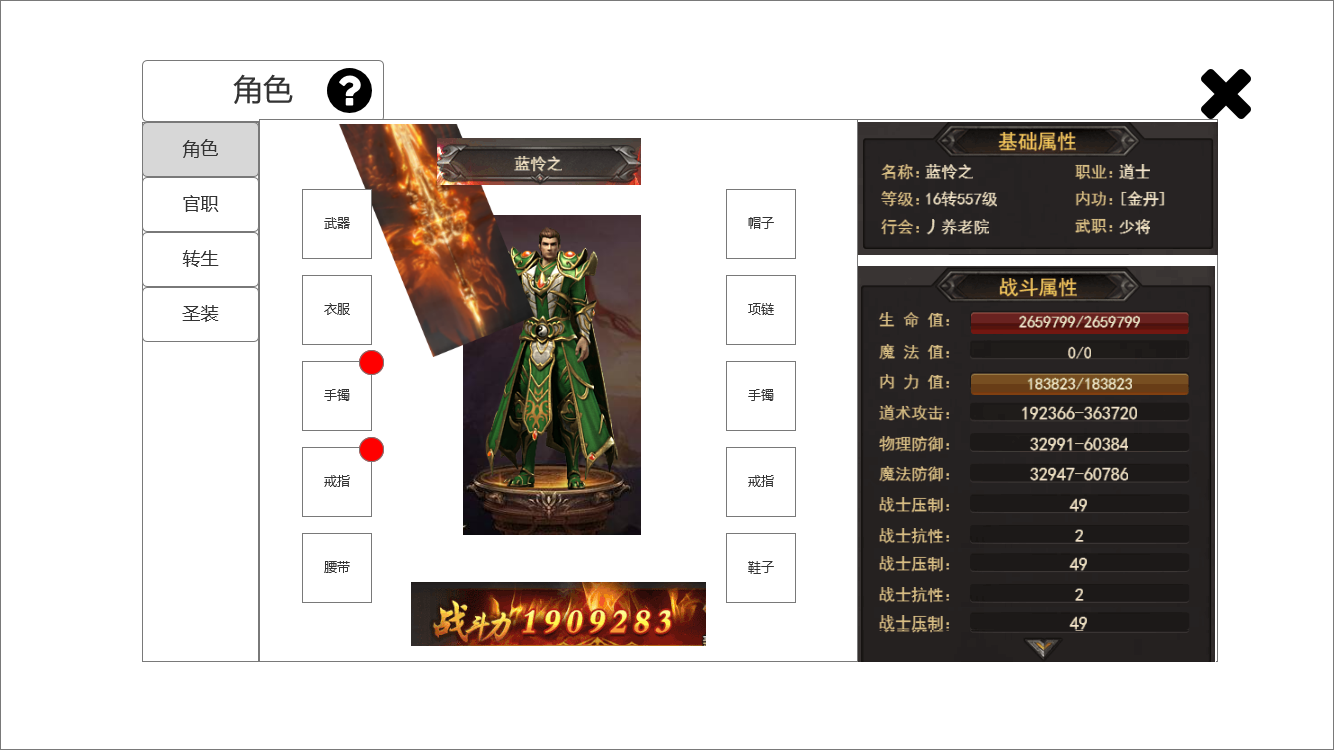 角色
角色
官职
转生
圣装
蓝怜之
武器
衣服
手镯
戒指
腰带
帽子
项链
手镯
戒指
鞋子
战斗力1909283
基础属性
名称：蓝怜之 职业：道士
等级：16转557级 内功：[金丹]
行会：丿养老院 武职：少将
战斗属性
生命值：2659799/2659799
魔法值：0/0
内力值：183823/183823
道术攻击：192366-363720
物理防御：32991-60384
魔法防御：32947-60786
战士压制：49
战士抗性：2
战士压制：49
战士抗性：2
战士压制：49